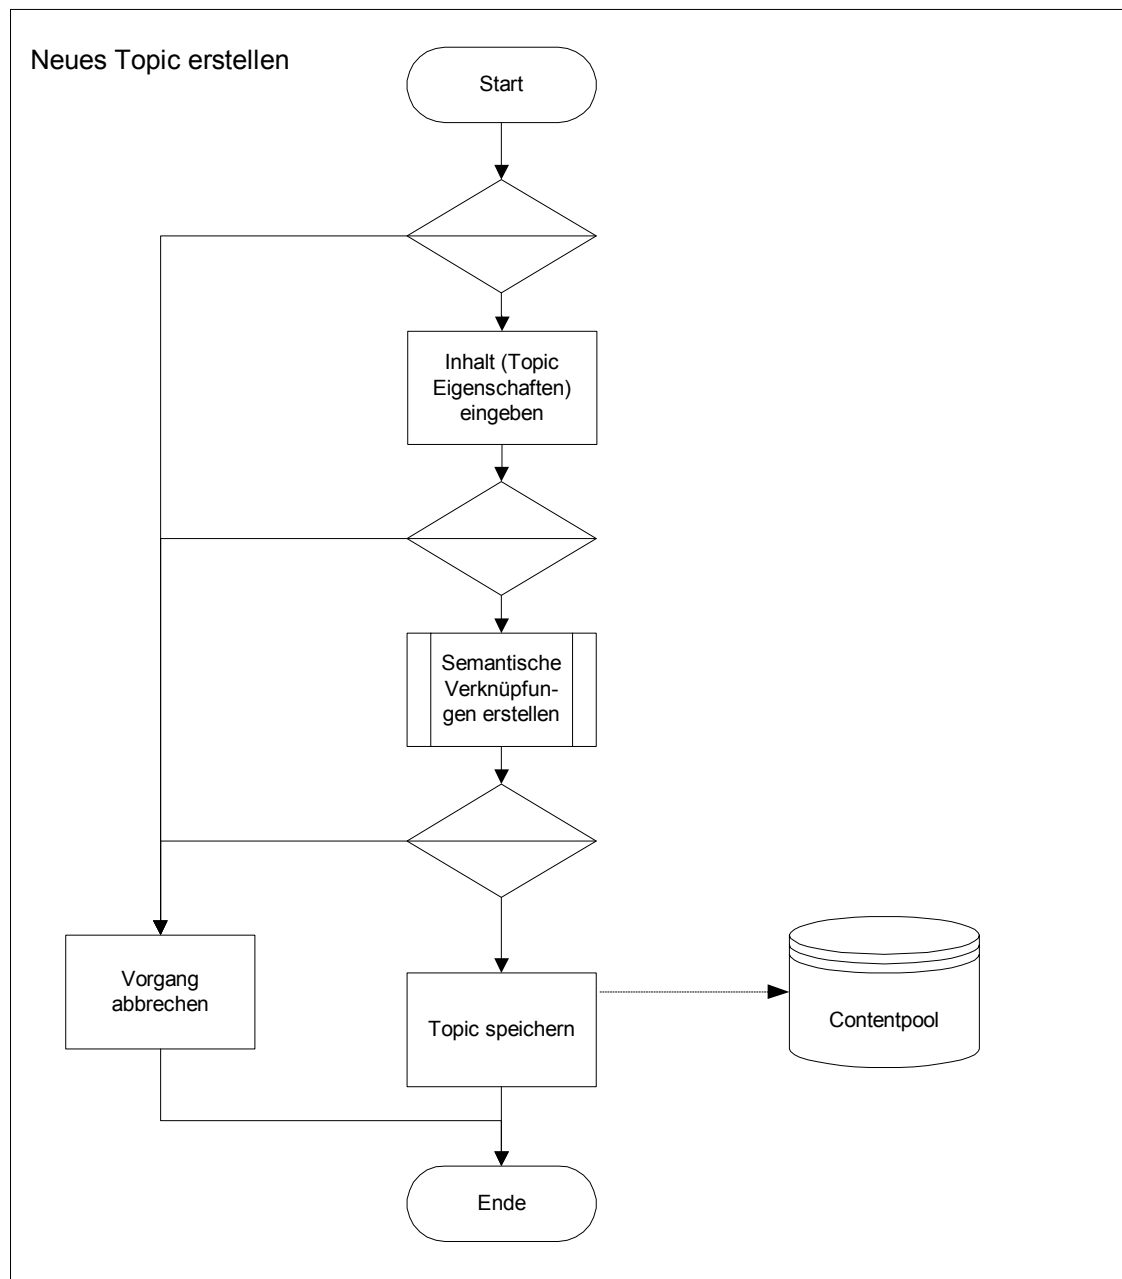 Neues Topic erstellen
Start
Inhalt (Topic
Eigenschaften)
eingeben
Semantische
Verknüpfun-
gen erstellen
Vorgang
abbrechen
Topic speichern
Contentpool
Ende